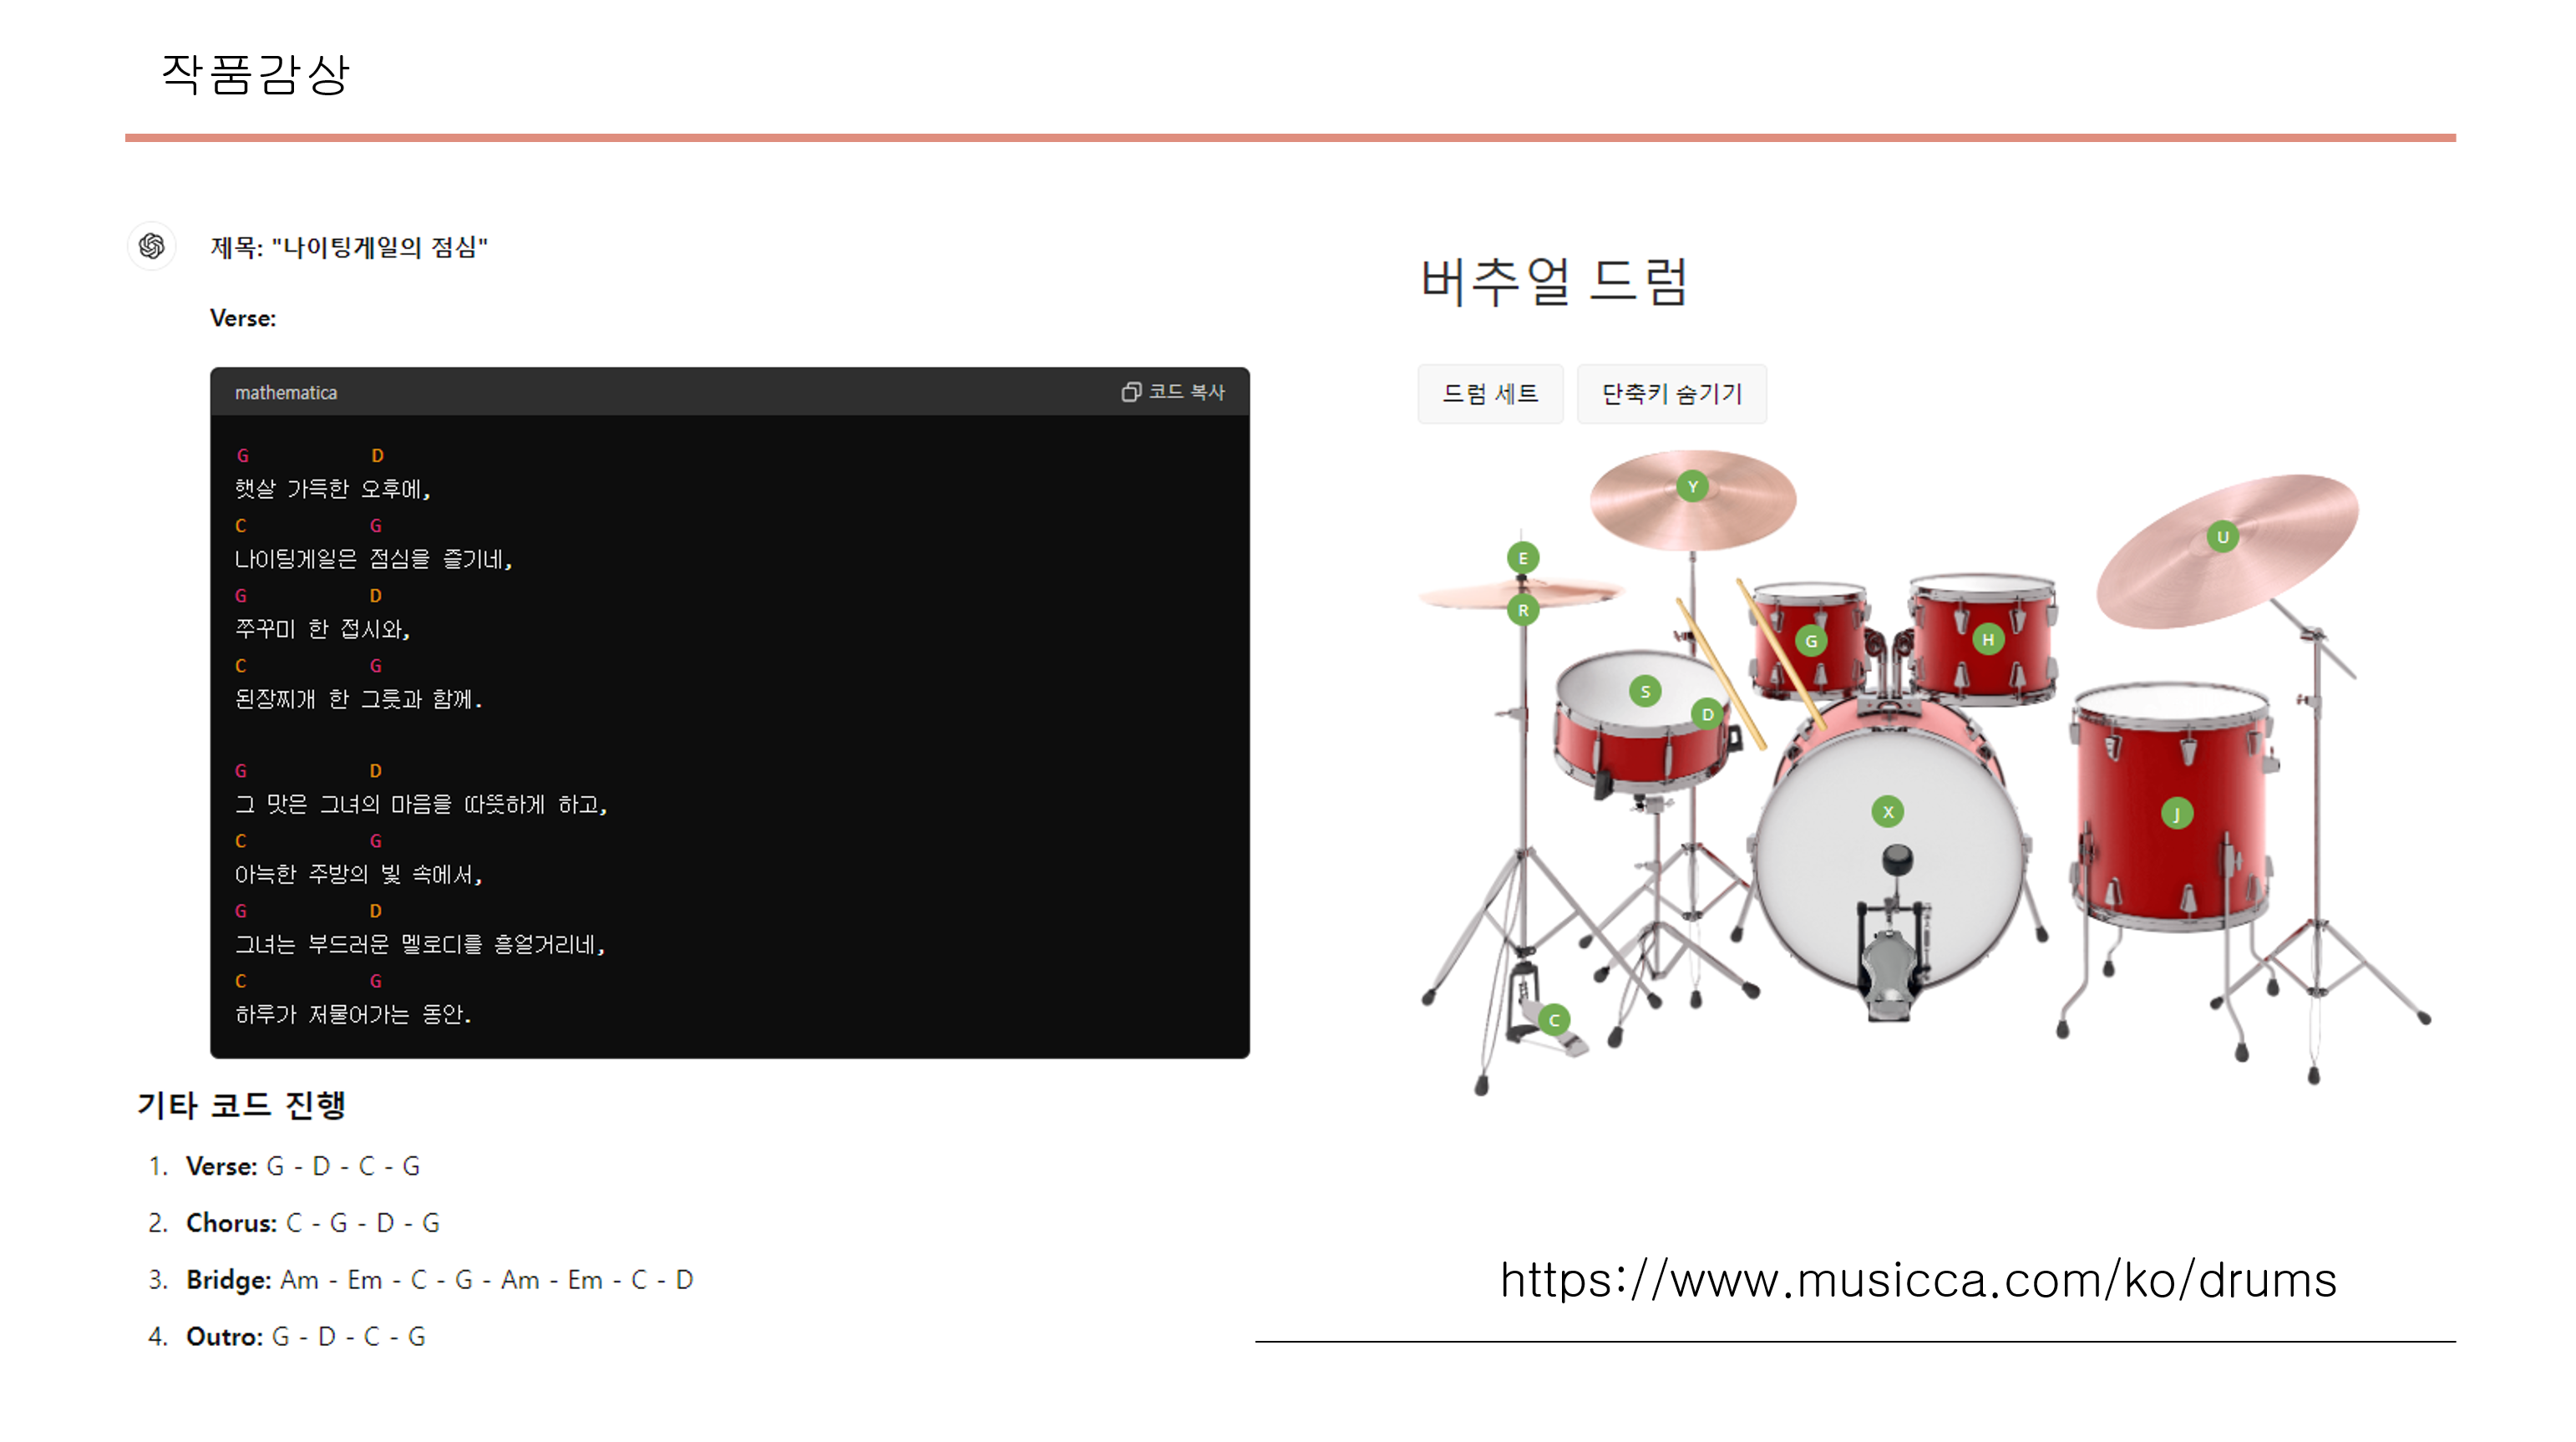 작품감상
제목: "나이팅게일의 점심"
Verse:
mathematica 코드 복사
G D
햇살 가득한 오후에,
C G
나이팅게일은 점심을 즐기네,
G D
쭈꾸미 한 접시와,
C G
된장찌개 한 그릇과 함께.
G D
그 맛은 그녀의 마음을 따뜻하게 하고,
C G
아늑한 주방의 빛 속에서,
G D
그녀는 부드러운 멜로디를 흥얼거리네,
C G
하루가 저물어가는 동안.
기타 코드 진행
1. Verse: G - D - C - G
2. Chorus: C - G - D - G
3. Bridge: Am - Em - C - G - Am - Em - C - D
4. Outro: G - D - C - G
버추얼 드럼
드럼 세트 단축키 숨기기
Y
U
E
R
G
H
S
D
X
J
C
https://www.musicca.com/ko/drums